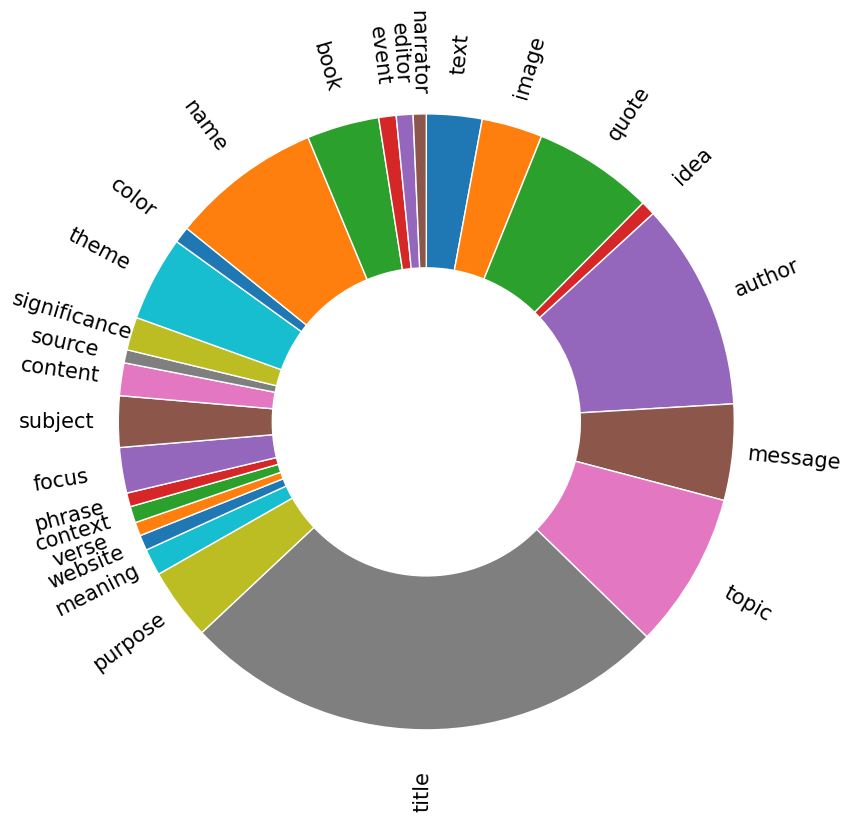 text
image
quote
idea
author
message
topic
title
purpose
meaning
website
verse
context
phrase
focus
subject
content
source
significance
theme
color
name
book
event
editor
narrator